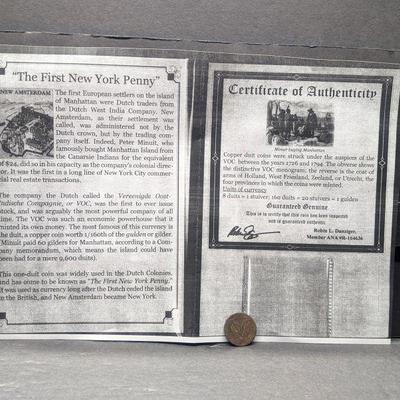 "The First New York Penny"
NEW AMSTERDAM
The first European settlers on the island
of Manhattan were Dutch traders from
the Dutch West India Company. New
Amsterdam, as their settlement was
called, was administered not by the
Dutch crown, but by the trading com-
pany itself. Indeed, Peter Minuit, who
famously bought Manhattan Island from
the Canarsie Indians for the equivalent
of $24, did so in his capacity as the company's colonial direc-
tor. It was the first in a long line of New York City commer-
cial real estate transactions.
The company the Dutch called the Vereenigde Oost-
Indische Compagnie, or VOC, was the first to ever issue
stock, and was arguably the most powerful company of all
time. The VOC was an economic powerhouse that it
minted its own money. The most famous of this currency is
the duit, a copper coin worth 1/160th of the gulden or gilder.
Minuit paid 60 gilders for Manhattan, according to a Com-
pany memorandum, which means the island could have
been had for a mere 9,600 duits).
This one-duit coin was widely used in the Dutch Colonies,
and has come to be known as "The First New York Penny."
It was used as currency long after the Dutch ceded the island
to the British, and New Amsterdam became New York.
Certificate of Authenticity
Minuit buying Manhattan
Copper duit coins were struck under the auspices of the
VOC between the years 1726 and 1794. The obverse shows
the distinctive VOC monogram; the reverse is the coat of
arms of Holland, West Friesland, Zeeland, or Utrecht, the
four provinces in which the coins were minted.
Units of currency
8 duits = 1 stuiver; 160 duits = 20 stuivers = 1 gulden
Guaranteed Genuine
This is to certify that this coin has been inspected
and is guaranteed authentic.
Robin L. Danziger,
Member ANA #R-164636